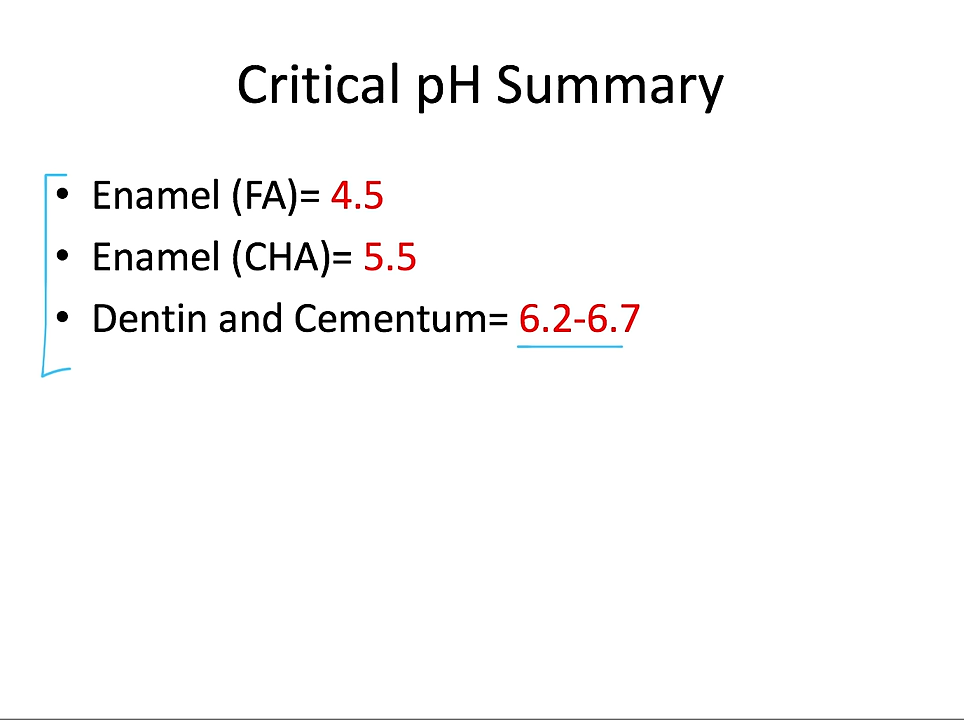 Critical pH Summary
• Enamel (FA)= 4.5
• Enamel (CHA)= 5.5
• Dentin and Cementum= 6.2-6.7